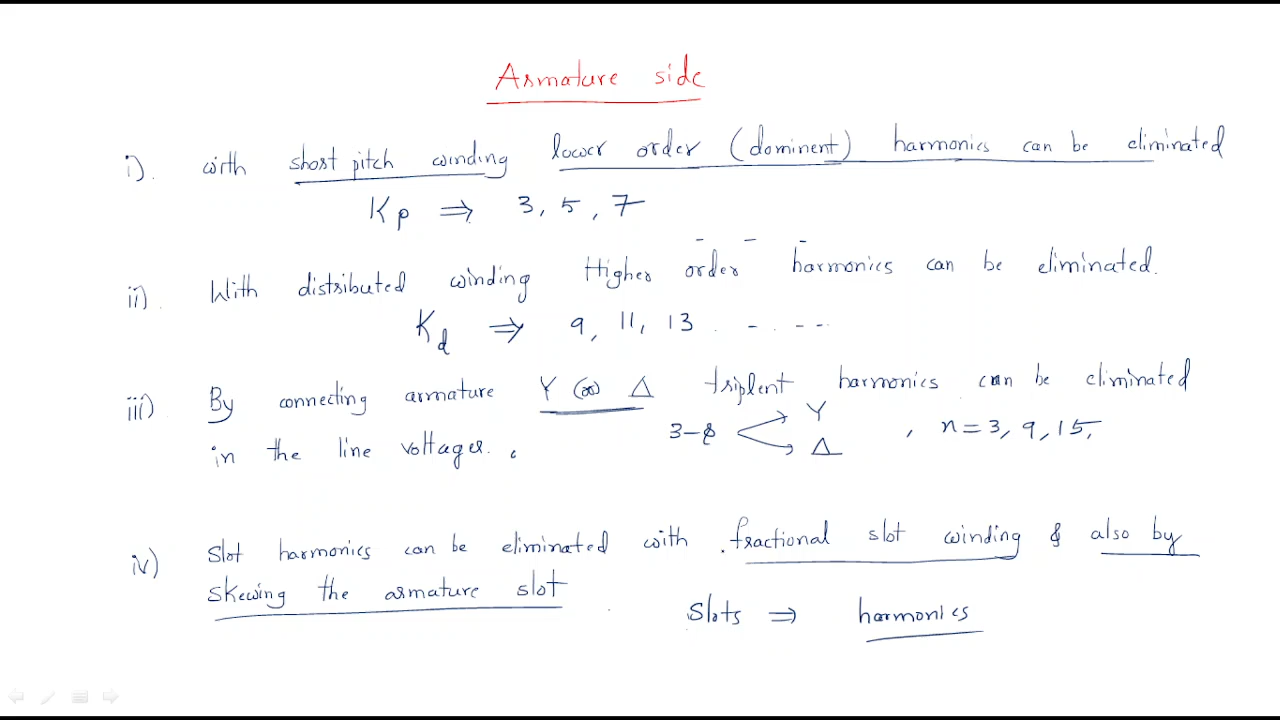 Armature side
i). with short pitch winding lower order (dominent) harmonics can be eliminated
Kp ⇒ 3, 5, 7
ii) With distributed winding Higher order harmonics can be eliminated.
Kd ⇒ 9, 11, 13 . - . - - - -
iii) By connecting armature Y (or) Δ triplent harmonics can be eliminated
in the line voltages.
3-ϕ Y Δ , n = 3, 9, 15,
iv) Slot harmonics can be eliminated with fractional slot winding & also by
skewing the armature slot
Slots ⇒ harmonics